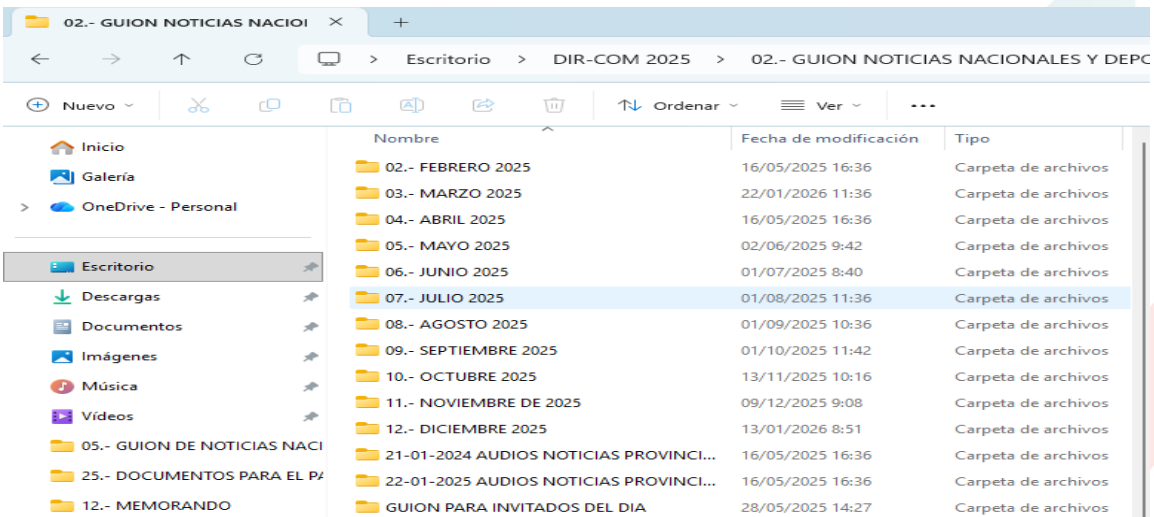 02.- GUION NOTICIAS NACIOI
Escritorio > DIR-COM 2025 > 02.- GUION NOTICIAS NACIONALES Y DEPC
Nuevo Ordenar Ver
Inicio
Galería
OneDrive - Personal
Escritorio
Descargas
Documentos
Imágenes
Música
Vídeos
05.- GUION DE NOTICIAS NACI
25.- DOCUMENTOS PARA EL PA
12.- MEMORANDO
Nombre Fecha de modificación Tipo
02.- FEBRERO 2025 16/05/2025 16:36 Carpeta de archivos
03.- MARZO 2025 22/01/2026 11:36 Carpeta de archivos
04.- ABRIL 2025 16/05/2025 16:36 Carpeta de archivos
05.- MAYO 2025 02/06/2025 9:42 Carpeta de archivos
06.- JUNIO 2025 01/07/2025 8:40 Carpeta de archivos
07.- JULIO 2025 01/08/2025 11:36 Carpeta de archivos
08.- AGOSTO 2025 01/09/2025 10:36 Carpeta de archivos
09.- SEPTIEMBRE 2025 01/10/2025 11:42 Carpeta de archivos
10.- OCTUBRE 2025 13/11/2025 10:16 Carpeta de archivos
11.- NOVIEMBRE DE 2025 09/12/2025 9:08 Carpeta de archivos
12.- DICIEMBRE 2025 13/01/2026 8:51 Carpeta de archivos
21-01-2024 AUDIOS NOTICIAS PROVINCI... 16/05/2025 16:36 Carpeta de archivos
22-01-2025 AUDIOS NOTICIAS PROVINCI... 16/05/2025 16:36 Carpeta de archivos
GUION PARA INVITADOS DEL DIA 28/05/2025 14:27 Carpeta de archivos